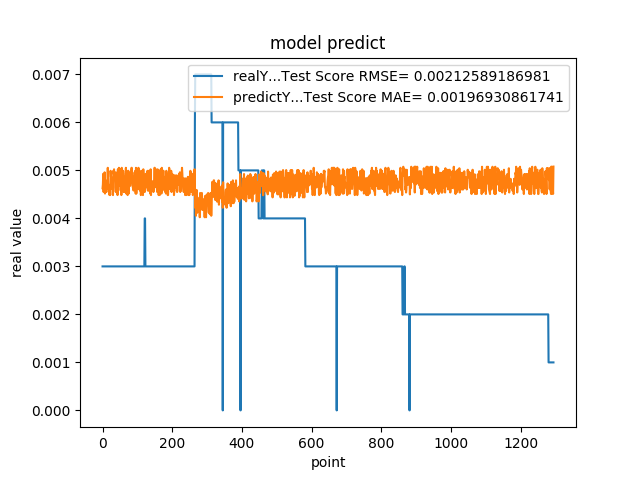 model predict
realY...Test Score RMSE= 0.00212589186981
predictY...Test Score MAE= 0.00196930861741
0.007
0.006
0.005
0.004
0.003
0.002
0.001
0.000
real value
0 200 400 600 800 1000 1200
point